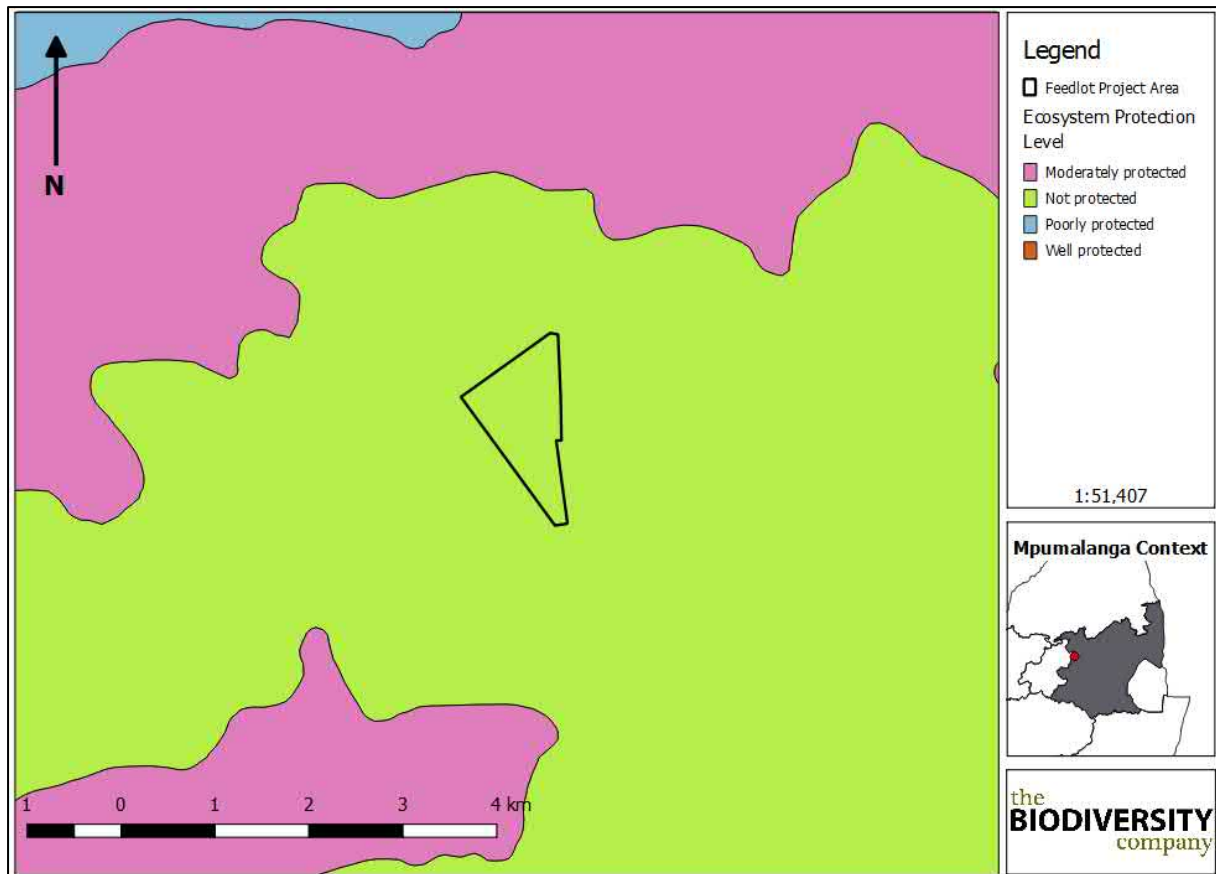 N
Legend
Feedlot Project Area
Ecosystem Protection
Level
Moderately protected
Not protected
Poorly protected
Well protected
1:51,407
Mpumalanga Context
1 0 1 2 3 4 km
the
BIODIVERSITY
company